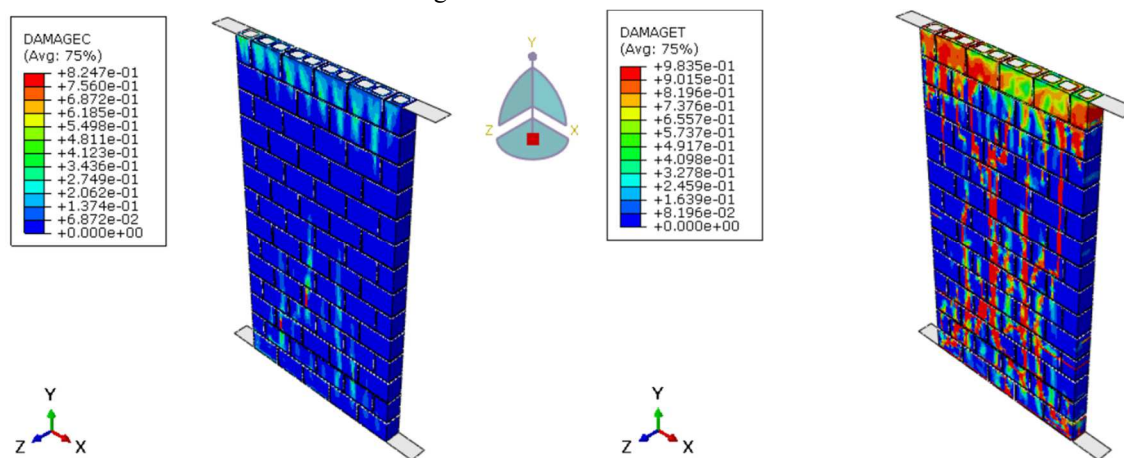 DAMAGEC
(Avg: 75%)
+8.247e-01
+7.560e-01
+6.872e-01
+6.185e-01
+5.498e-01
+4.811e-01
+4.123e-01
+3.436e-01
+2.749e-01
+2.062e-01
+1.374e-01
+6.872e-02
+0.000e+00
Y
Z
X
Y
Z
X
DAMAGET
(Avg: 75%)
+9.835e-01
+9.015e-01
+8.196e-01
+7.376e-01
+6.557e-01
+5.737e-01
+4.917e-01
+4.098e-01
+3.278e-01
+2.459e-01
+1.639e-01
+8.196e-02
+0.000e+00
Y
Z
X